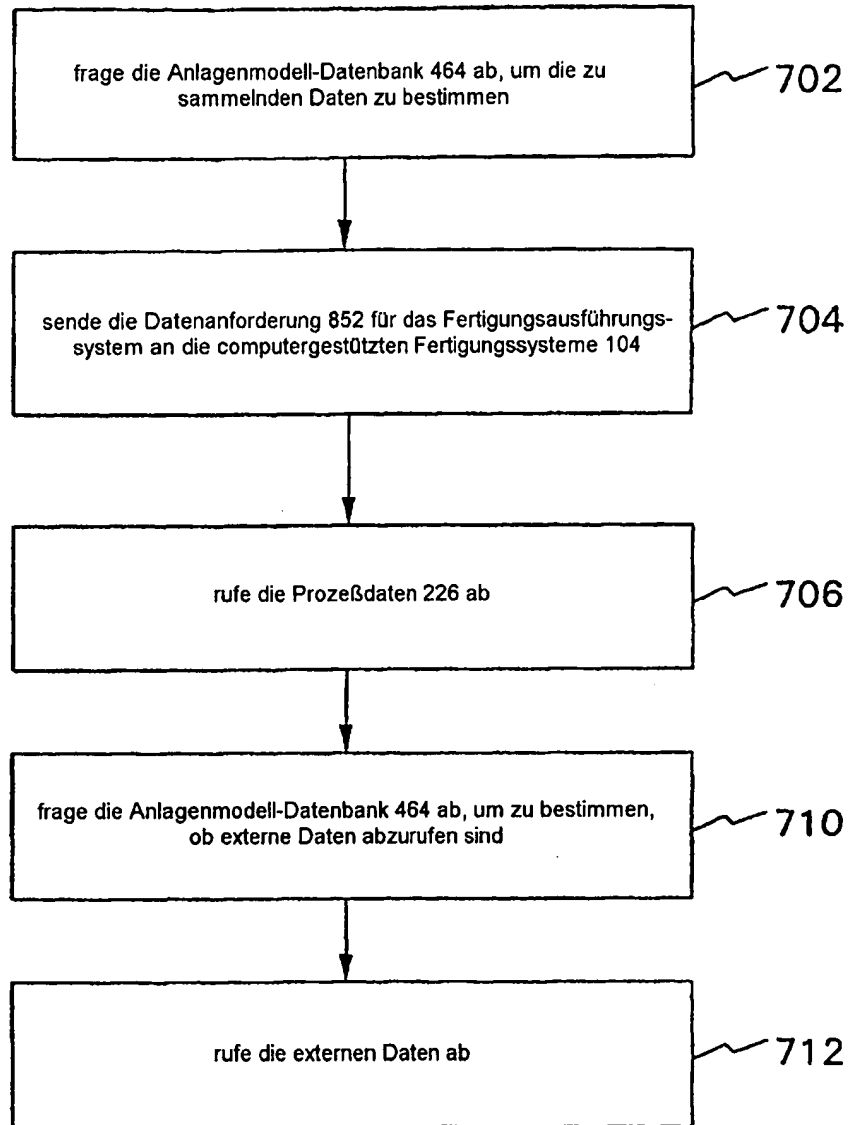 frage die Anlagenmodell-Datenbank 464 ab, um die zu
sammelnden Daten zu bestimmen
702
sende die Datenanforderung 852 für das Fertigungsausführungs-
system an die computergestützten Fertigungssysteme 104
704
rufe die Prozeßdaten 226 ab
706
frage die Anlagenmodell-Datenbank 464 ab, um zu bestimmen,
ob externe Daten abzurufen sind
710
rufe die externen Daten ab
712